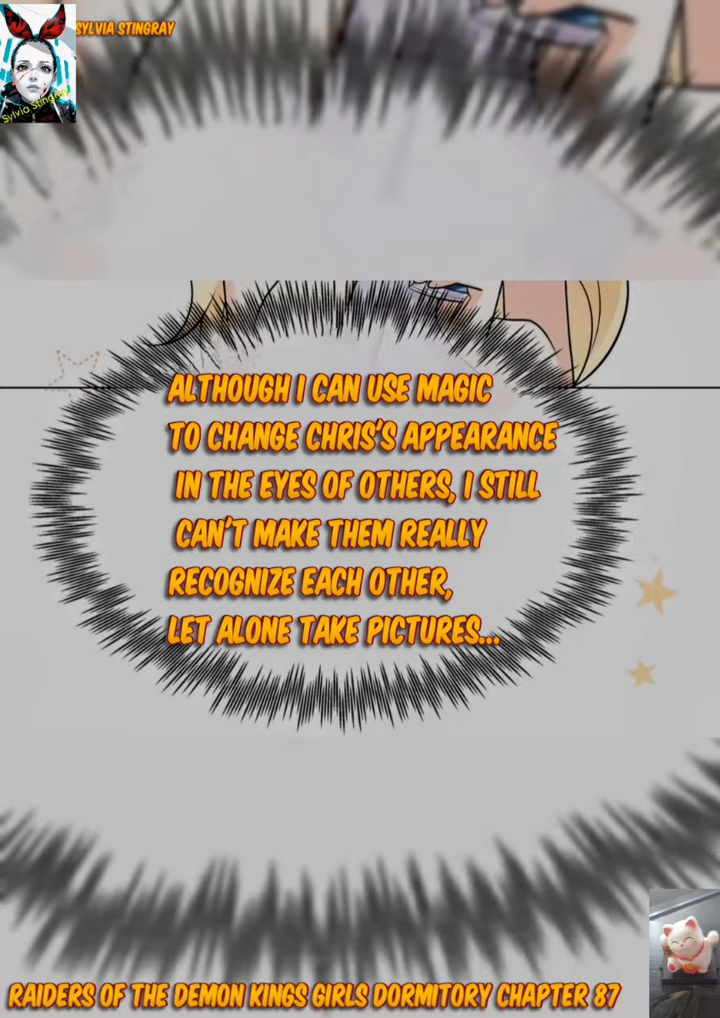 SYLVIA STINGRAY
Sylvia Stingray
ALTHOUGH I CAN USE MAGIC
TO CHANGE CHRIS'S APPEARANCE
IN THE EYES OF OTHERS, I STILL
CAN'T MAKE THEM REALLY
RECOGNIZE EACH OTHER,
LET ALONE TAKE PICTURES...
RAIDERS OF THE DEMON KINGS GIRLS DORMITORY CHAPTER 87